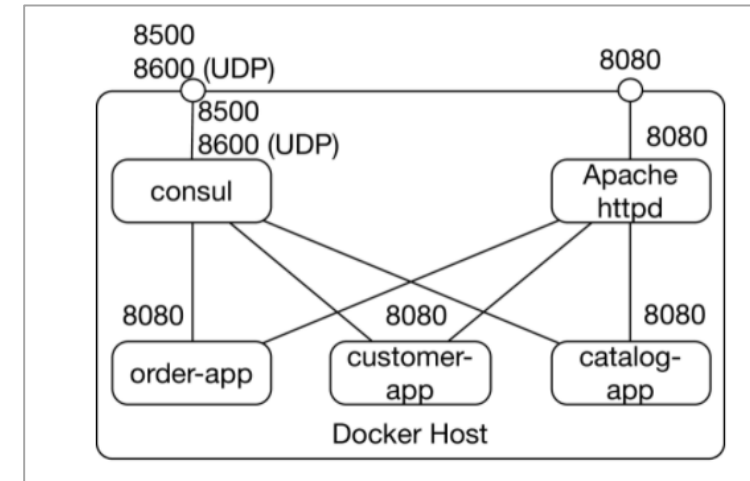 8500
8600 (UDP)
8080
8500
8600 (UDP)
8080
consul
Apache
httpd
8080
8080
8080
order-app
customer-
app
catalog-
app
Docker Host